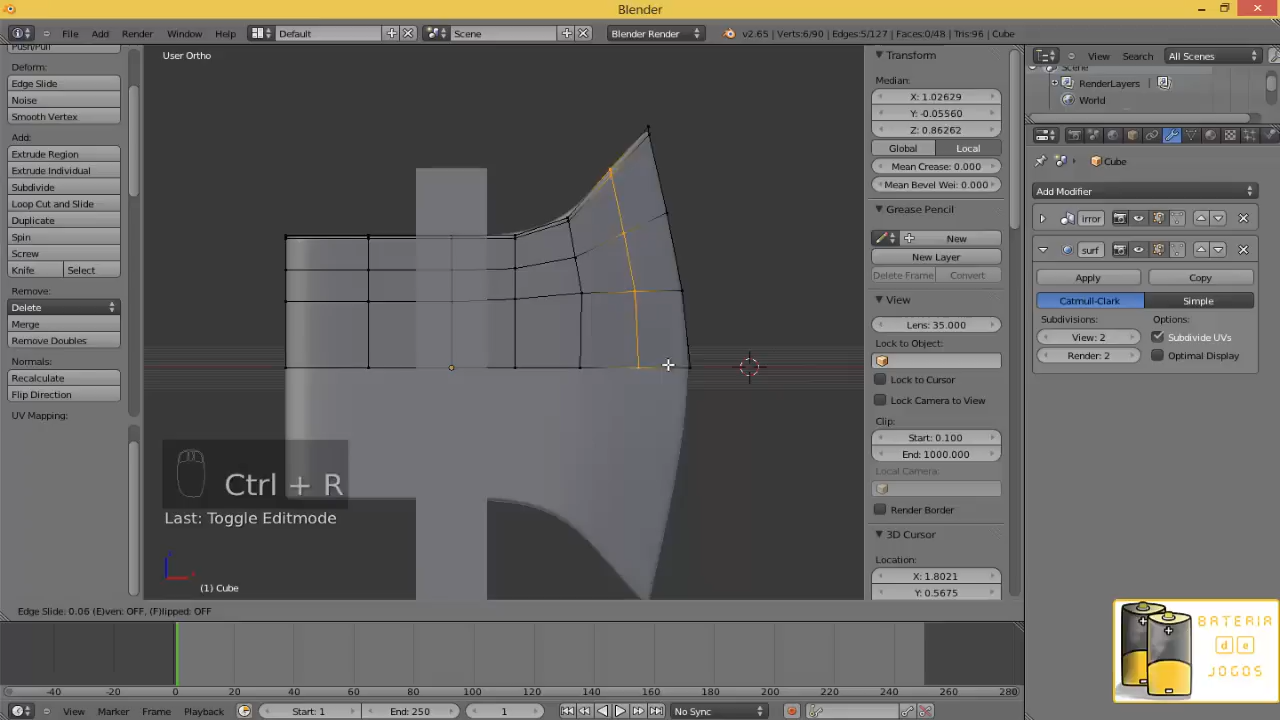 Blender
File Add Render Window Help Default Scene Blender Render v2.65 | Verts:6/90 | Edges:5/127 | Faces:0/48 | Tris:96 | Cube
Push/Pull
Deform:
Edge Slide
Noise
Smooth Vertex
Add:
Extrude Region
Extrude Individual
Subdivide
Loop Cut and Slide
Duplicate
Spin
Screw
Knife Select
Remove:
Delete
Merge
Remove Doubles
Normals:
Recalculate
Flip Direction
UV Mapping:
User Ortho
Ctrl + R
Last: Toggle Editmode
(1) Cube
Edge Slide: 0.06 (E)ven: OFF, (F)lipped: OFF
Transform
Median:
X: 1.02629
Y: -0.05560
Z: 0.86262
Global Local
Mean Crease: 0.000
Mean Bevel Wei: 0.000
Grease Pencil
New
New Layer
Delete Frame Convert
View
Lens: 35.000
Lock to Object:
Lock to Cursor
Lock Camera to View
Clip:
Start: 0.100
End: 1000.000
Local Camera:
Render Border
3D Cursor
Location:
X: 1.8021
Y: 0.5675
View Search All Scenes
Scene
RenderLayers
World
Cube
Add Modifier
irror
surf
Apply Copy
Catmull-Clark Simple
Subdivisions: Options:
View: 2 Subdivide UVs
Render: 2 Optimal Display
BATERIA
de
JOGOS
-40 -20 0 20 40 60 80 100 120 140 160 180 200 220 240 260 280
View Marker Frame Playback Start: 1 End: 250 1 No Sync